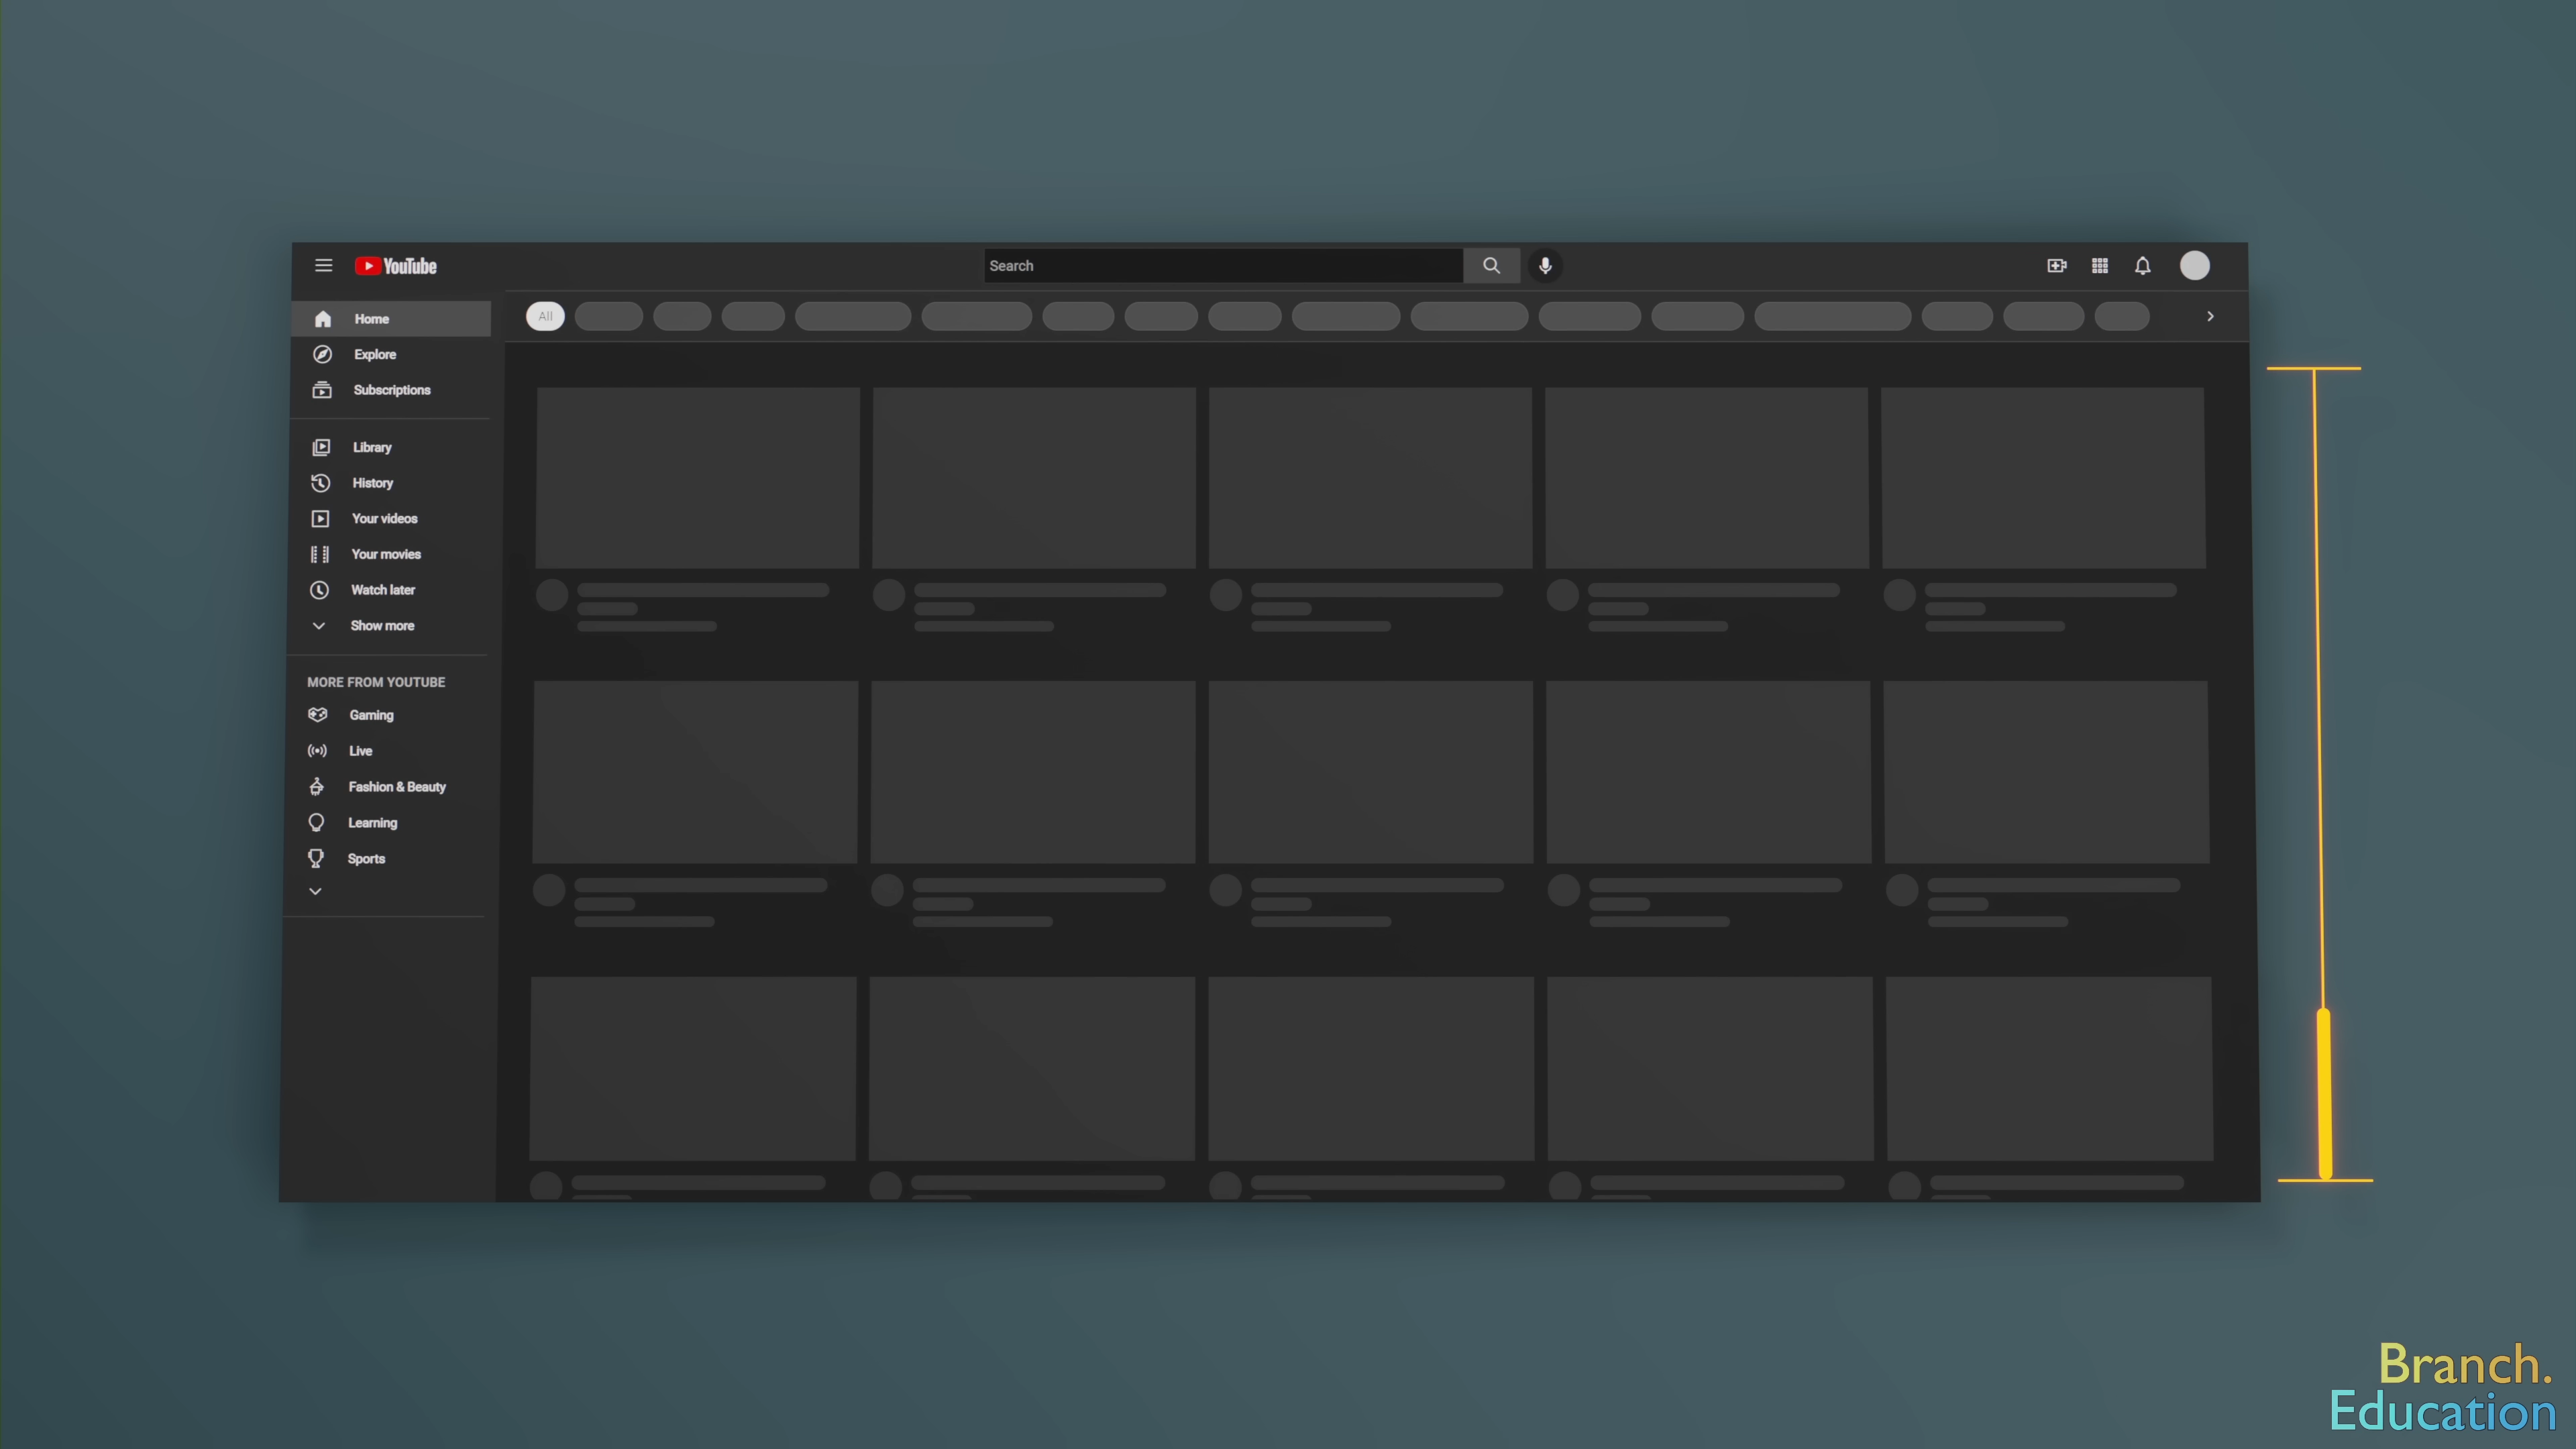 YouTube
Search
Home
All
Explore
Subscriptions
Library
History
Your videos
Your movies
Watch later
Show more
MORE FROM YOUTUBE
Gaming
Live
Fashion & Beauty
Learning
Sports
Branch.
Education